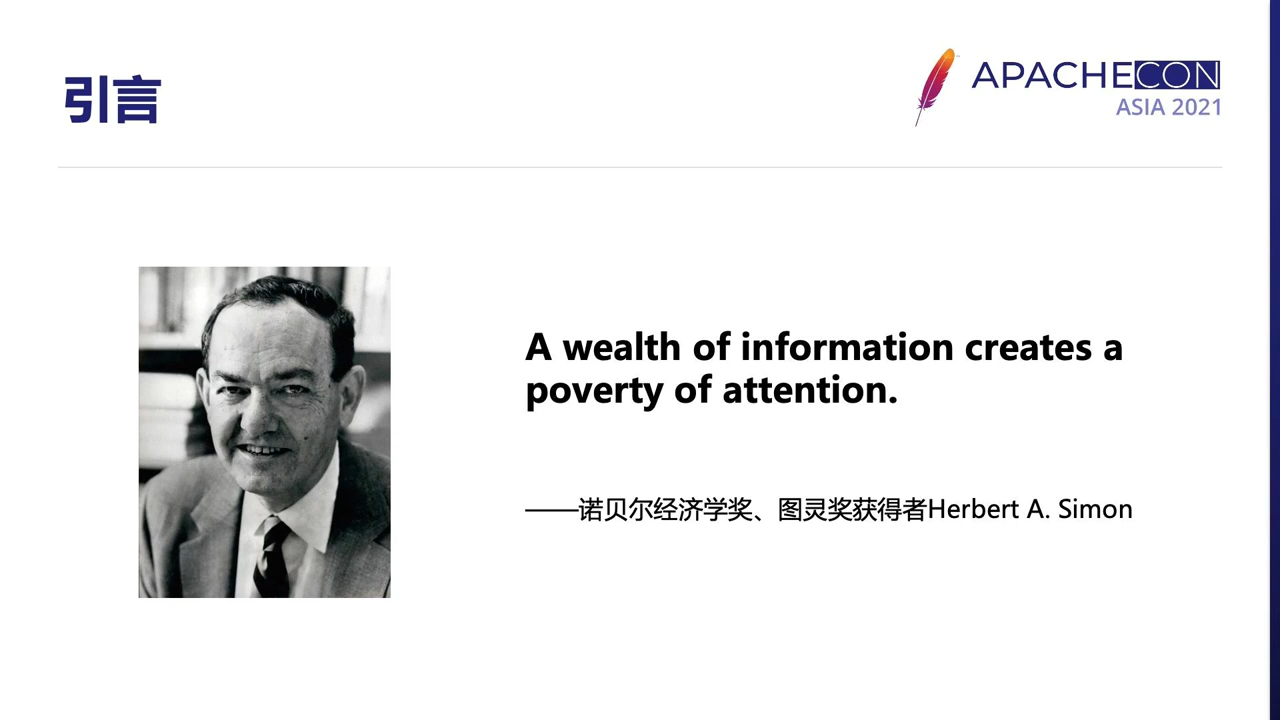 引言
APACHECON
ASIA 2021
A wealth of information creates a
poverty of attention.
——诺贝尔经济学奖、图灵奖获得者Herbert A. Simon